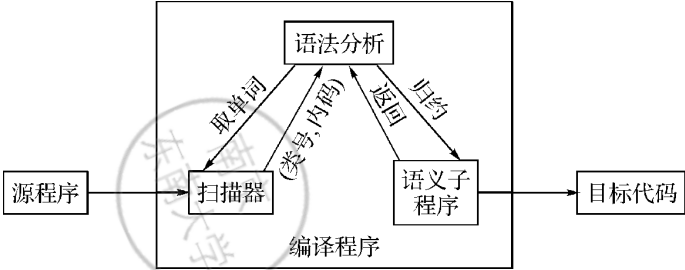 语法分析
取单词
(类号,内码)
返回
归约
源程序
扫描器
语义子
程序
目标代码
编译程序